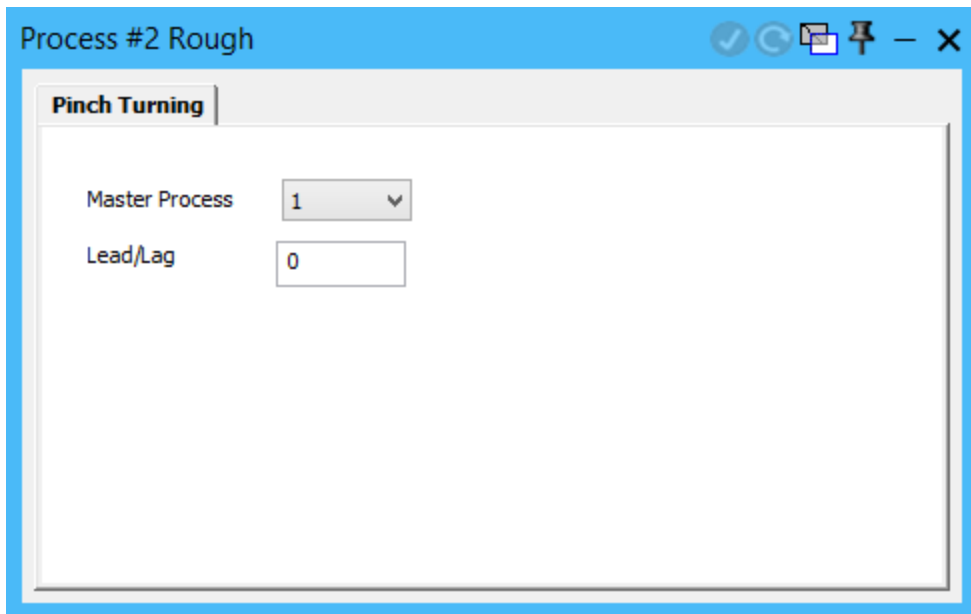 Process #2 Rough
Pinch Turning
Master Process 1
Lead/Lag 0